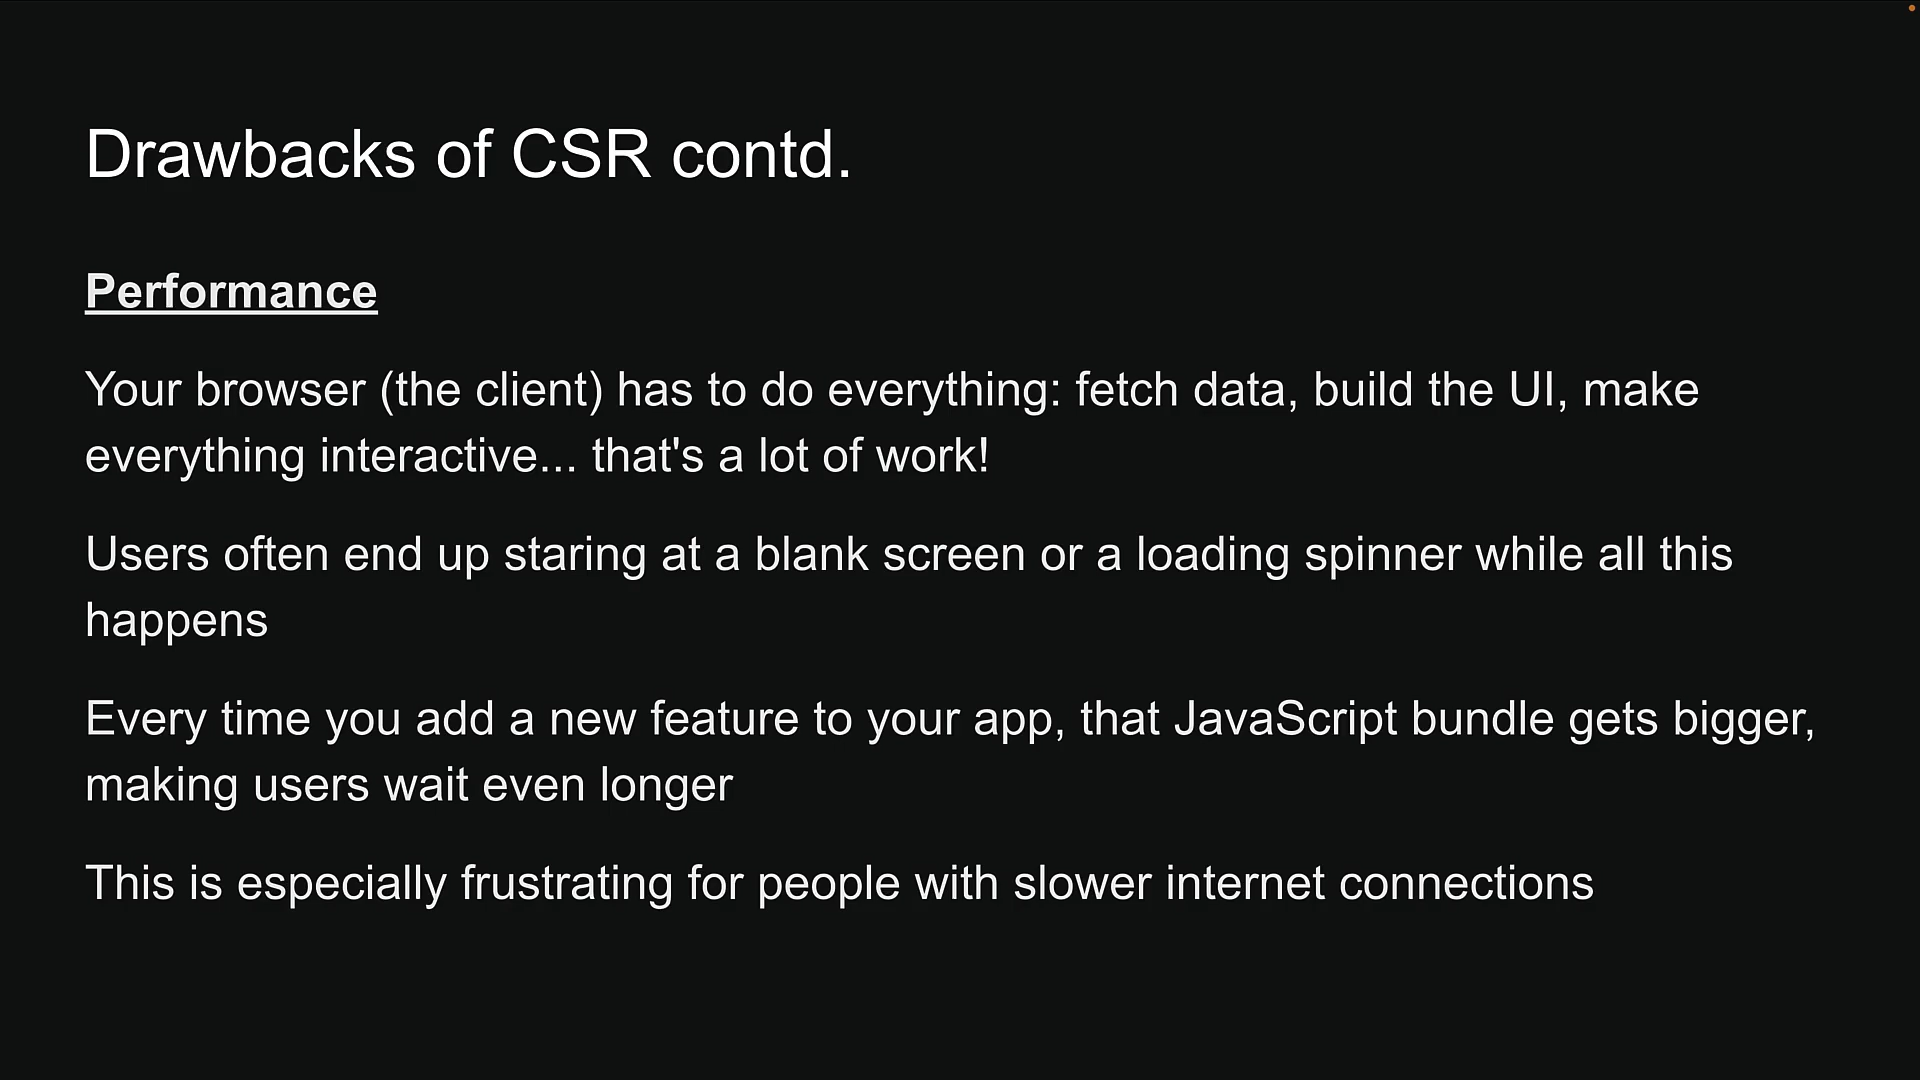 Drawbacks of CSR contd.
Performance
Your browser (the client) has to do everything: fetch data, build the UI, make
everything interactive... that's a lot of work!
Users often end up staring at a blank screen or a loading spinner while all this
happens
Every time you add a new feature to your app, that JavaScript bundle gets bigger,
making users wait even longer
This is especially frustrating for people with slower internet connections